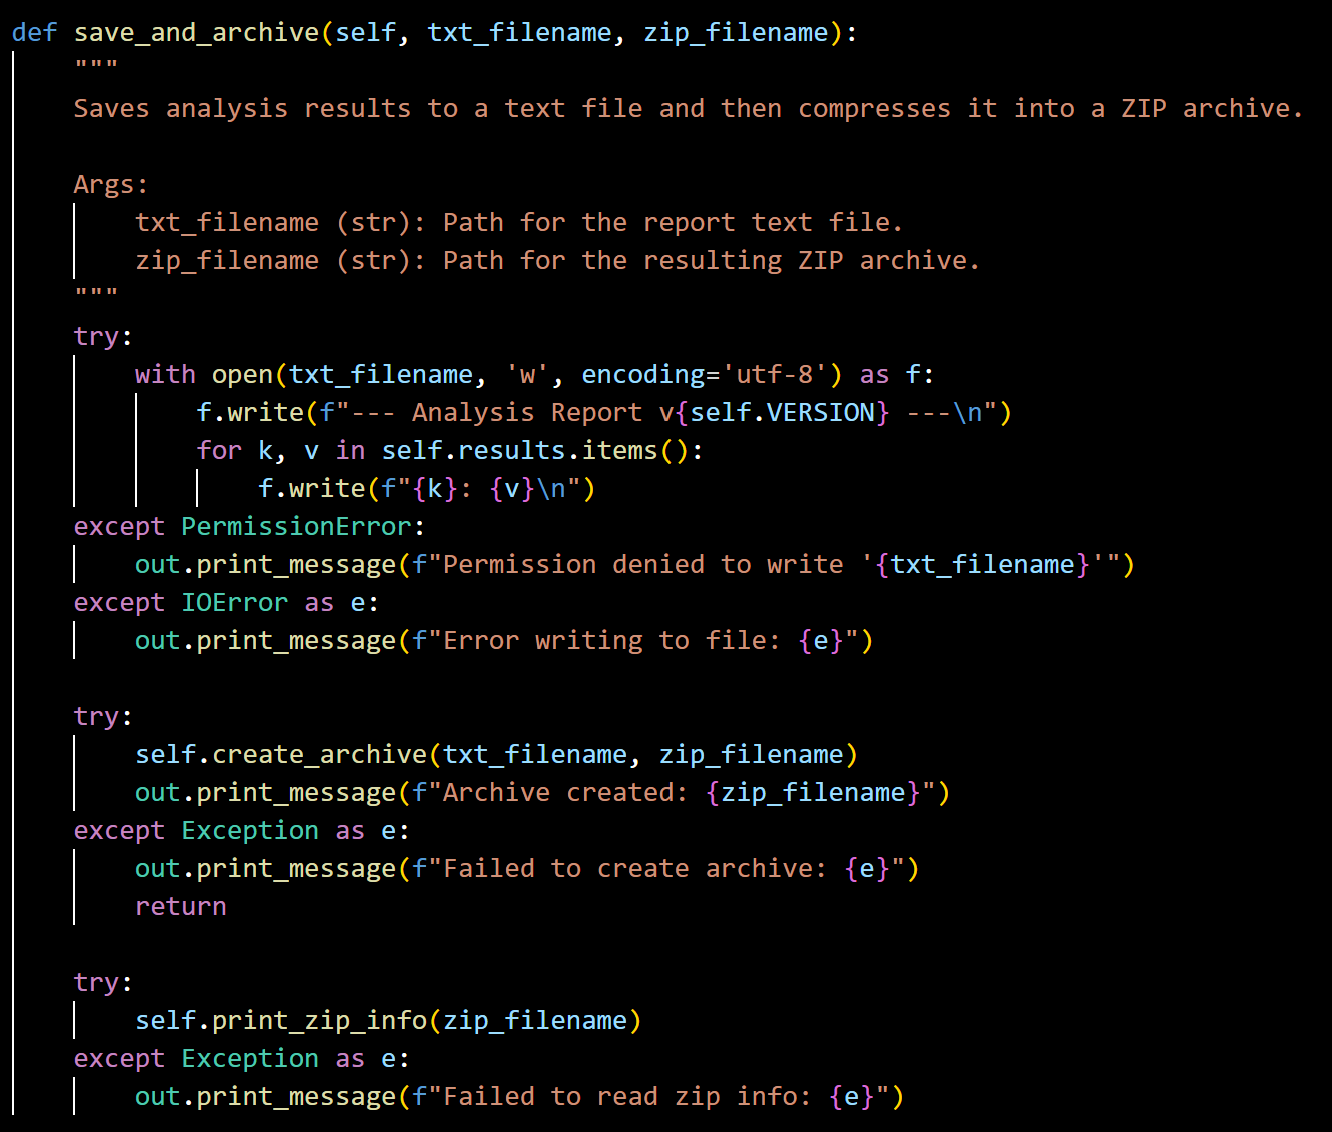 def save_and_archive(self, txt_filename, zip_filename):
    """
    Saves analysis results to a text file and then compresses it into a ZIP archive.

    Args:
        txt_filename (str): Path for the report text file.
        zip_filename (str): Path for the resulting ZIP archive.
    """
    try:
        with open(txt_filename, 'w', encoding='utf-8') as f:
            f.write(f"--- Analysis Report v{self.VERSION} ---\n")
            for k, v in self.results.items():
                f.write(f"{k}: {v}\n")
    except PermissionError:
        out.print_message(f"Permission denied to write '{txt_filename}'")
    except IOError as e:
        out.print_message(f"Error writing to file: {e}")

    try:
        self.create_archive(txt_filename, zip_filename)
        out.print_message(f"Archive created: {zip_filename}")
    except Exception as e:
        out.print_message(f"Failed to create archive: {e}")
        return

    try:
        self.print_zip_info(zip_filename)
    except Exception as e:
        out.print_message(f"Failed to read zip info: {e}")